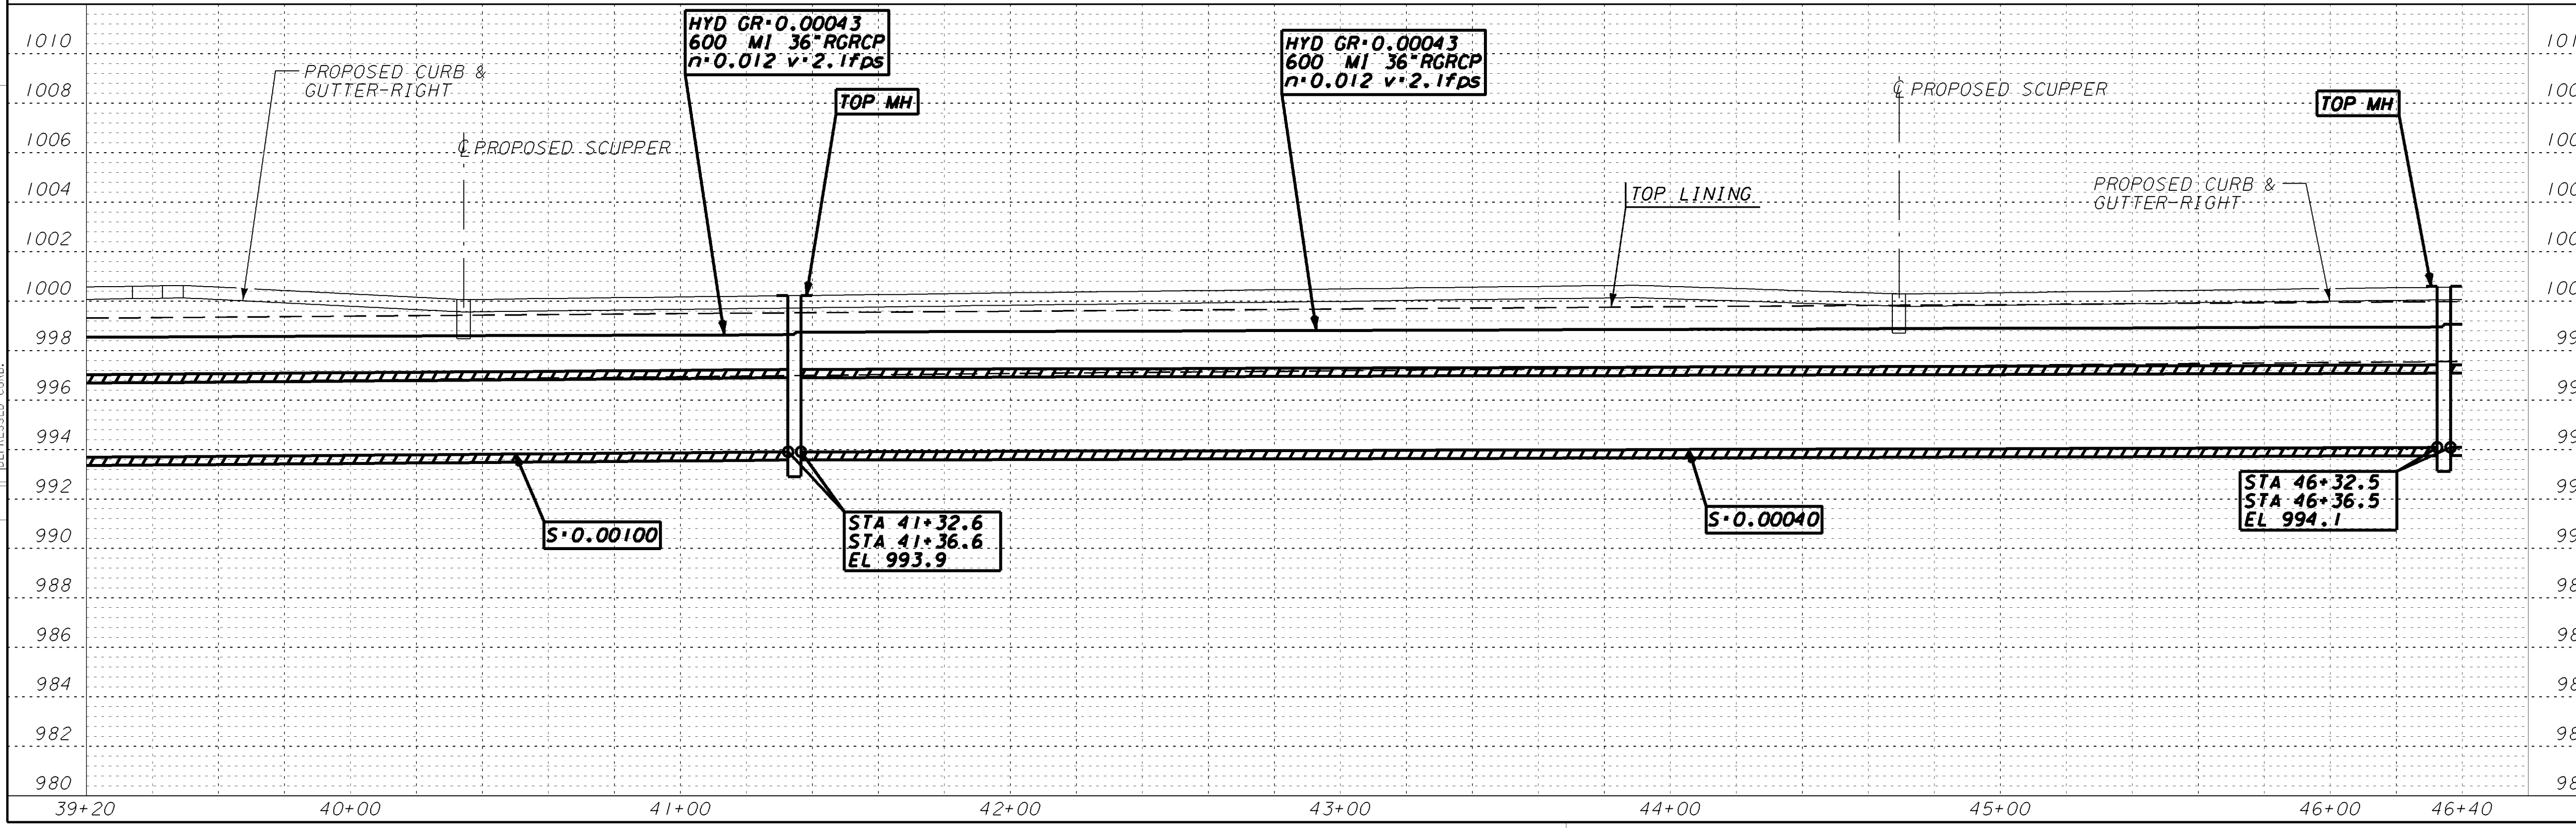 HYD GR=0.00043
600 MI 36"RGRCP
n=0.012 v=2.1fps
HYD GR=0.00043
600 MI 36"RGRCP
n=0.012 v=2.1fps
TOP MH
TOP MH
PROPOSED CURB &
GUTTER-RIGHT
℄ PROPOSED SCUPPER
℄ PROPOSED SCUPPER
TOP LINING
PROPOSED CURB &
GUTTER-RIGHT
1010
1008
1006
1004
1002
1000
998
996
994
992
990
988
986
984
982
980
S=0.00100
STA 41+32.6
STA 41+36.6
EL 993.9
S=0.00040
STA 46+32.5
STA 46+36.5
EL 994.1
39+20
40+00
41+00
42+00
43+00
44+00
45+00
46+00
46+40